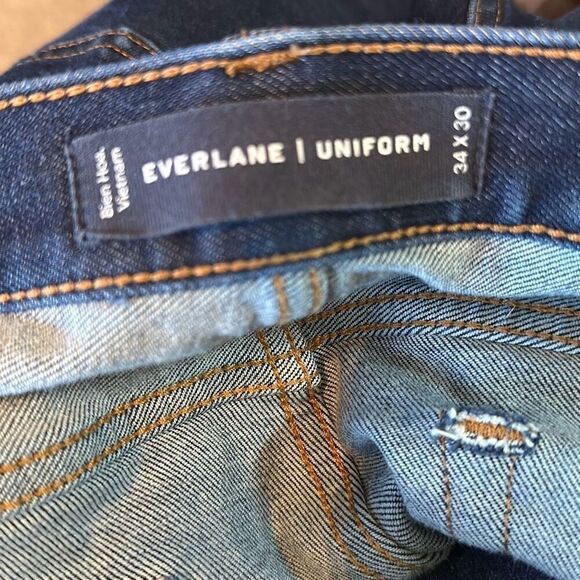 Bien Hoa,
Vietnam
EVERLANE | UNIFORM
34 X 30